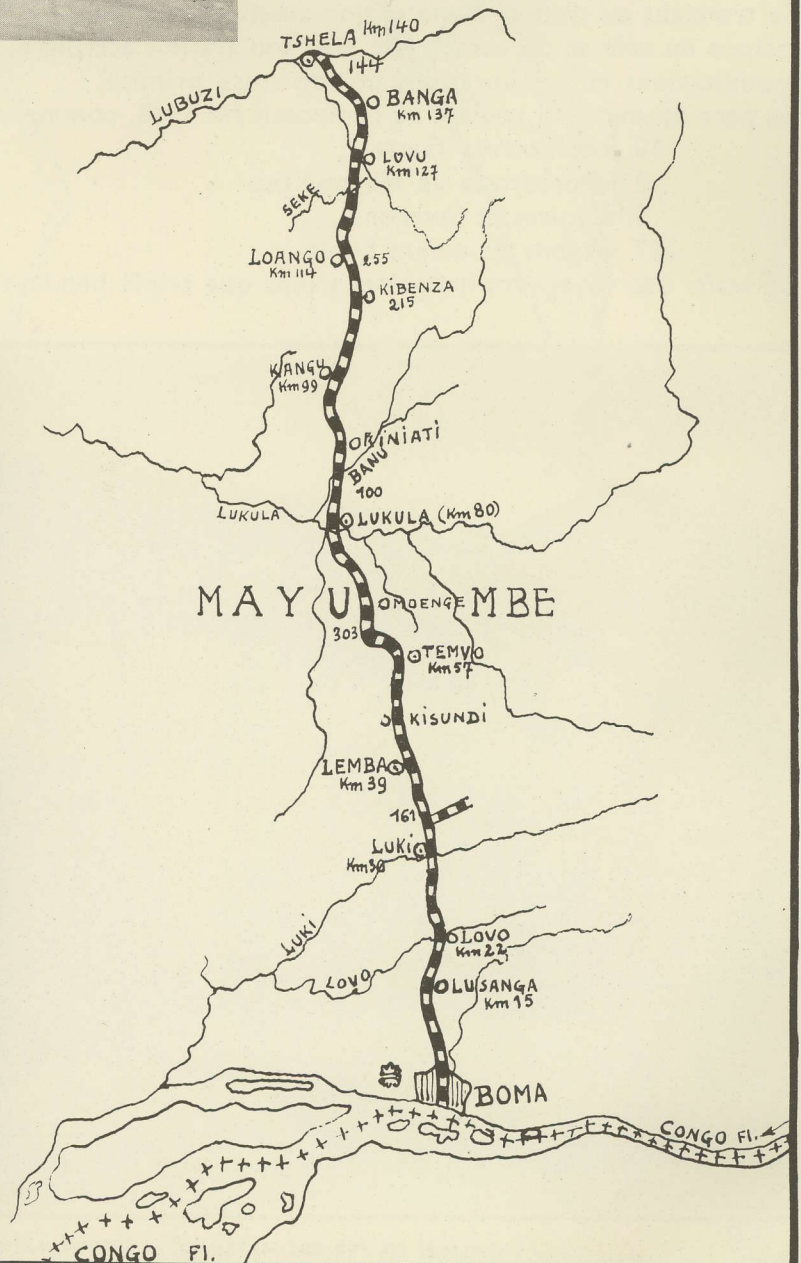 TSHELA Km 140
144
BANGA
Km 137
LUBUZI
LOVU
Km 127
SEKE
LOANGO
Km 114
255
KIBENZA
215
KANGU
Km 99
KINIATI
BANU
100
LUKULA
LUKULA (Km 80)
MAYUMBE
MOENGE
303
TEMVO
Km 57
KISUNDI
LEMBA
Km 39
161
LUKI
Km 30
LUKI
LOVO
Km 22
LOVO
LUSANGA
Km 15
BOMA
CONGO Fl.
CONGO Fl.